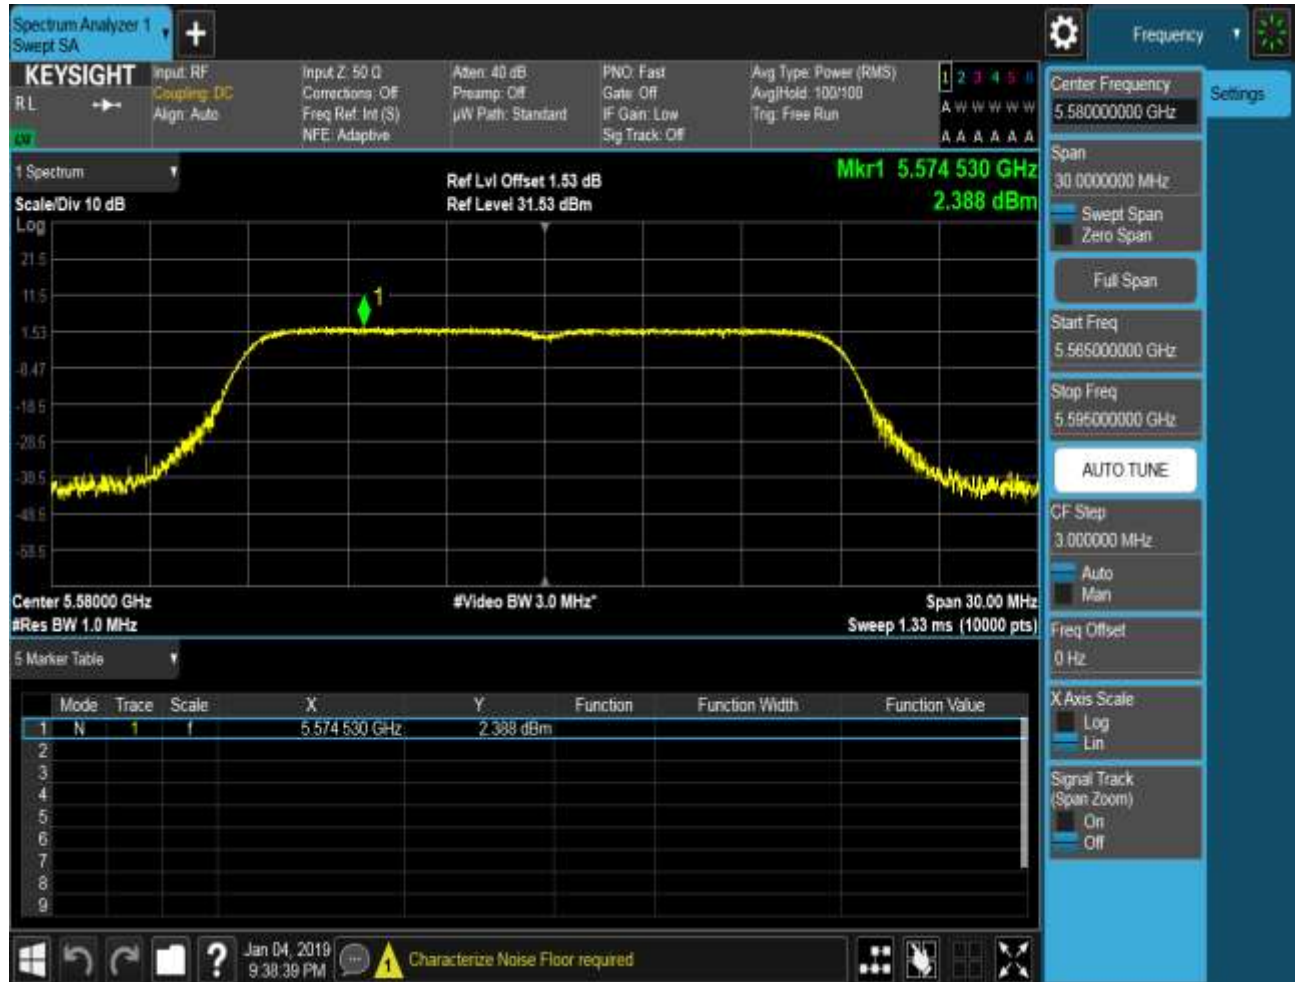 Spectrum Analyzer 1
Swept SA
Frequency
KEYSIGHT
RL
Input: RF
Coupling: DC
Align: Auto
Input Z: 50 Ω
Corrections: Off
Freq Ref: Int (S)
NFE: Adaptive
Atten: 40 dB
Preamp: Off
µW Path: Standard
PNO: Fast
Gate: Off
IF Gain: Low
Sig Track: Off
Avg Type: Power (RMS)
Avg|Hold: 100/100
Trig: Free Run
1 2 3 4 5 6
A W W W W W
A A A A A A
1 Spectrum
Scale/Div 10 dB
Log
Ref Lvl Offset 1.53 dB
Ref Level 31.53 dBm
Mkr1 5.574 530 GHz
2.388 dBm
21.5
11.5
1.53
-8.47
-18.5
-28.5
-38.5
-48.5
-58.5
1
Center 5.58000 GHz
#Res BW 1.0 MHz
#Video BW 3.0 MHz*
Span 30.00 MHz
Sweep 1.33 ms (10000 pts)
5 Marker Table
Mode Trace Scale X Y Function Function Width Function Value
1 N 1 f 5.574 530 GHz 2.388 dBm
2
3
4
5
6
7
8
9
Jan 04, 2019
9:38:39 PM
Characterize Noise Floor required
Center Frequency
5.580000000 GHz
Settings
Span
30.0000000 MHz
Swept Span
Zero Span
Full Span
Start Freq
5.565000000 GHz
Stop Freq
5.595000000 GHz
AUTO TUNE
CF Step
3.000000 MHz
Auto
Man
Freq Offset
0 Hz
X Axis Scale
Log
Lin
Signal Track
(Span Zoom)
On
Off